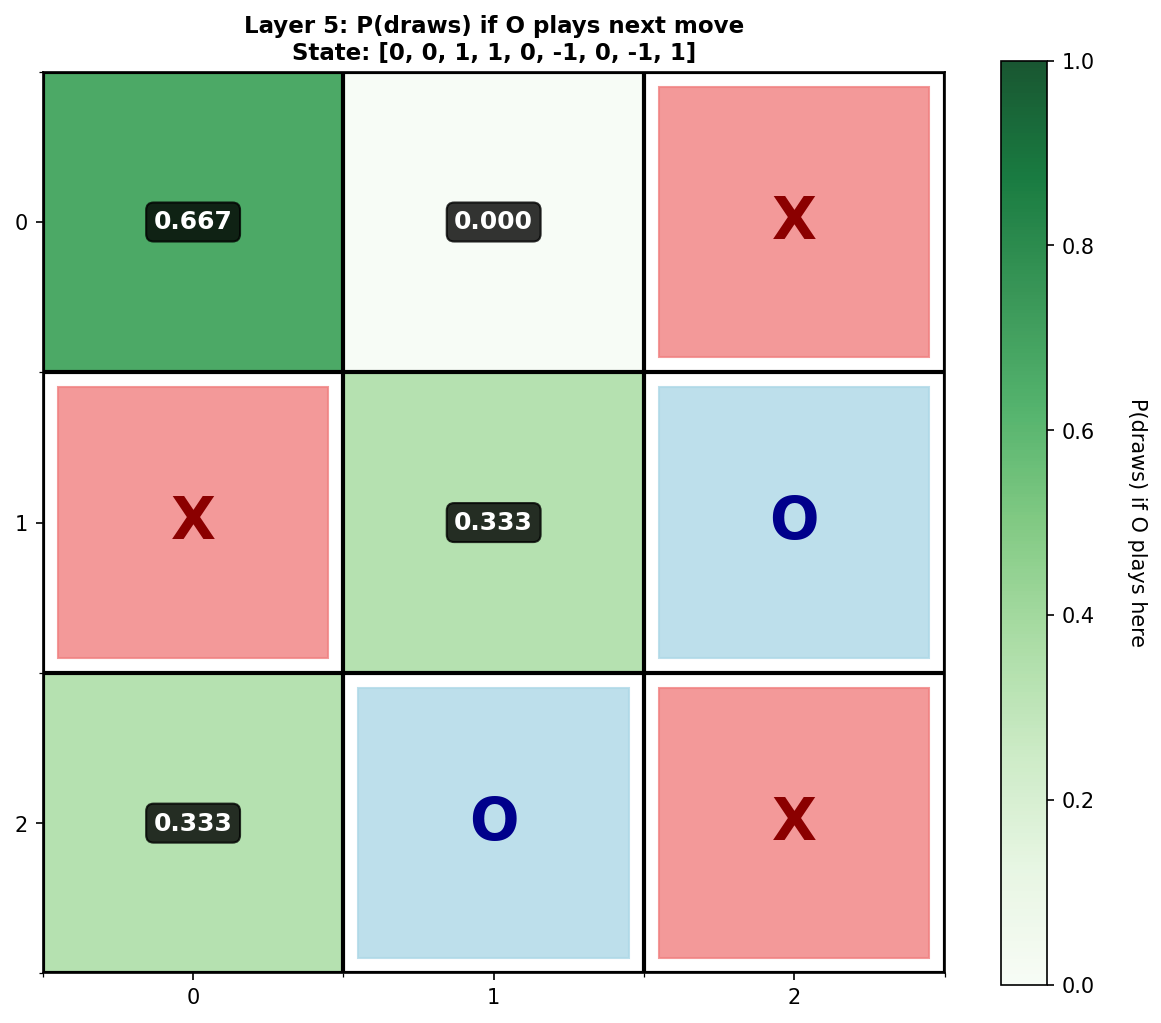 Layer 5: P(draws) if O plays next move
State: [0, 0, 1, 1, 0, -1, 0, -1, 1]
0.667
0.000
X
X
0.333
O
0.333
O
X
0
1
2
0
1
2
1.0
0.8
0.6
0.4
0.2
0.0
P(draws) if O plays here